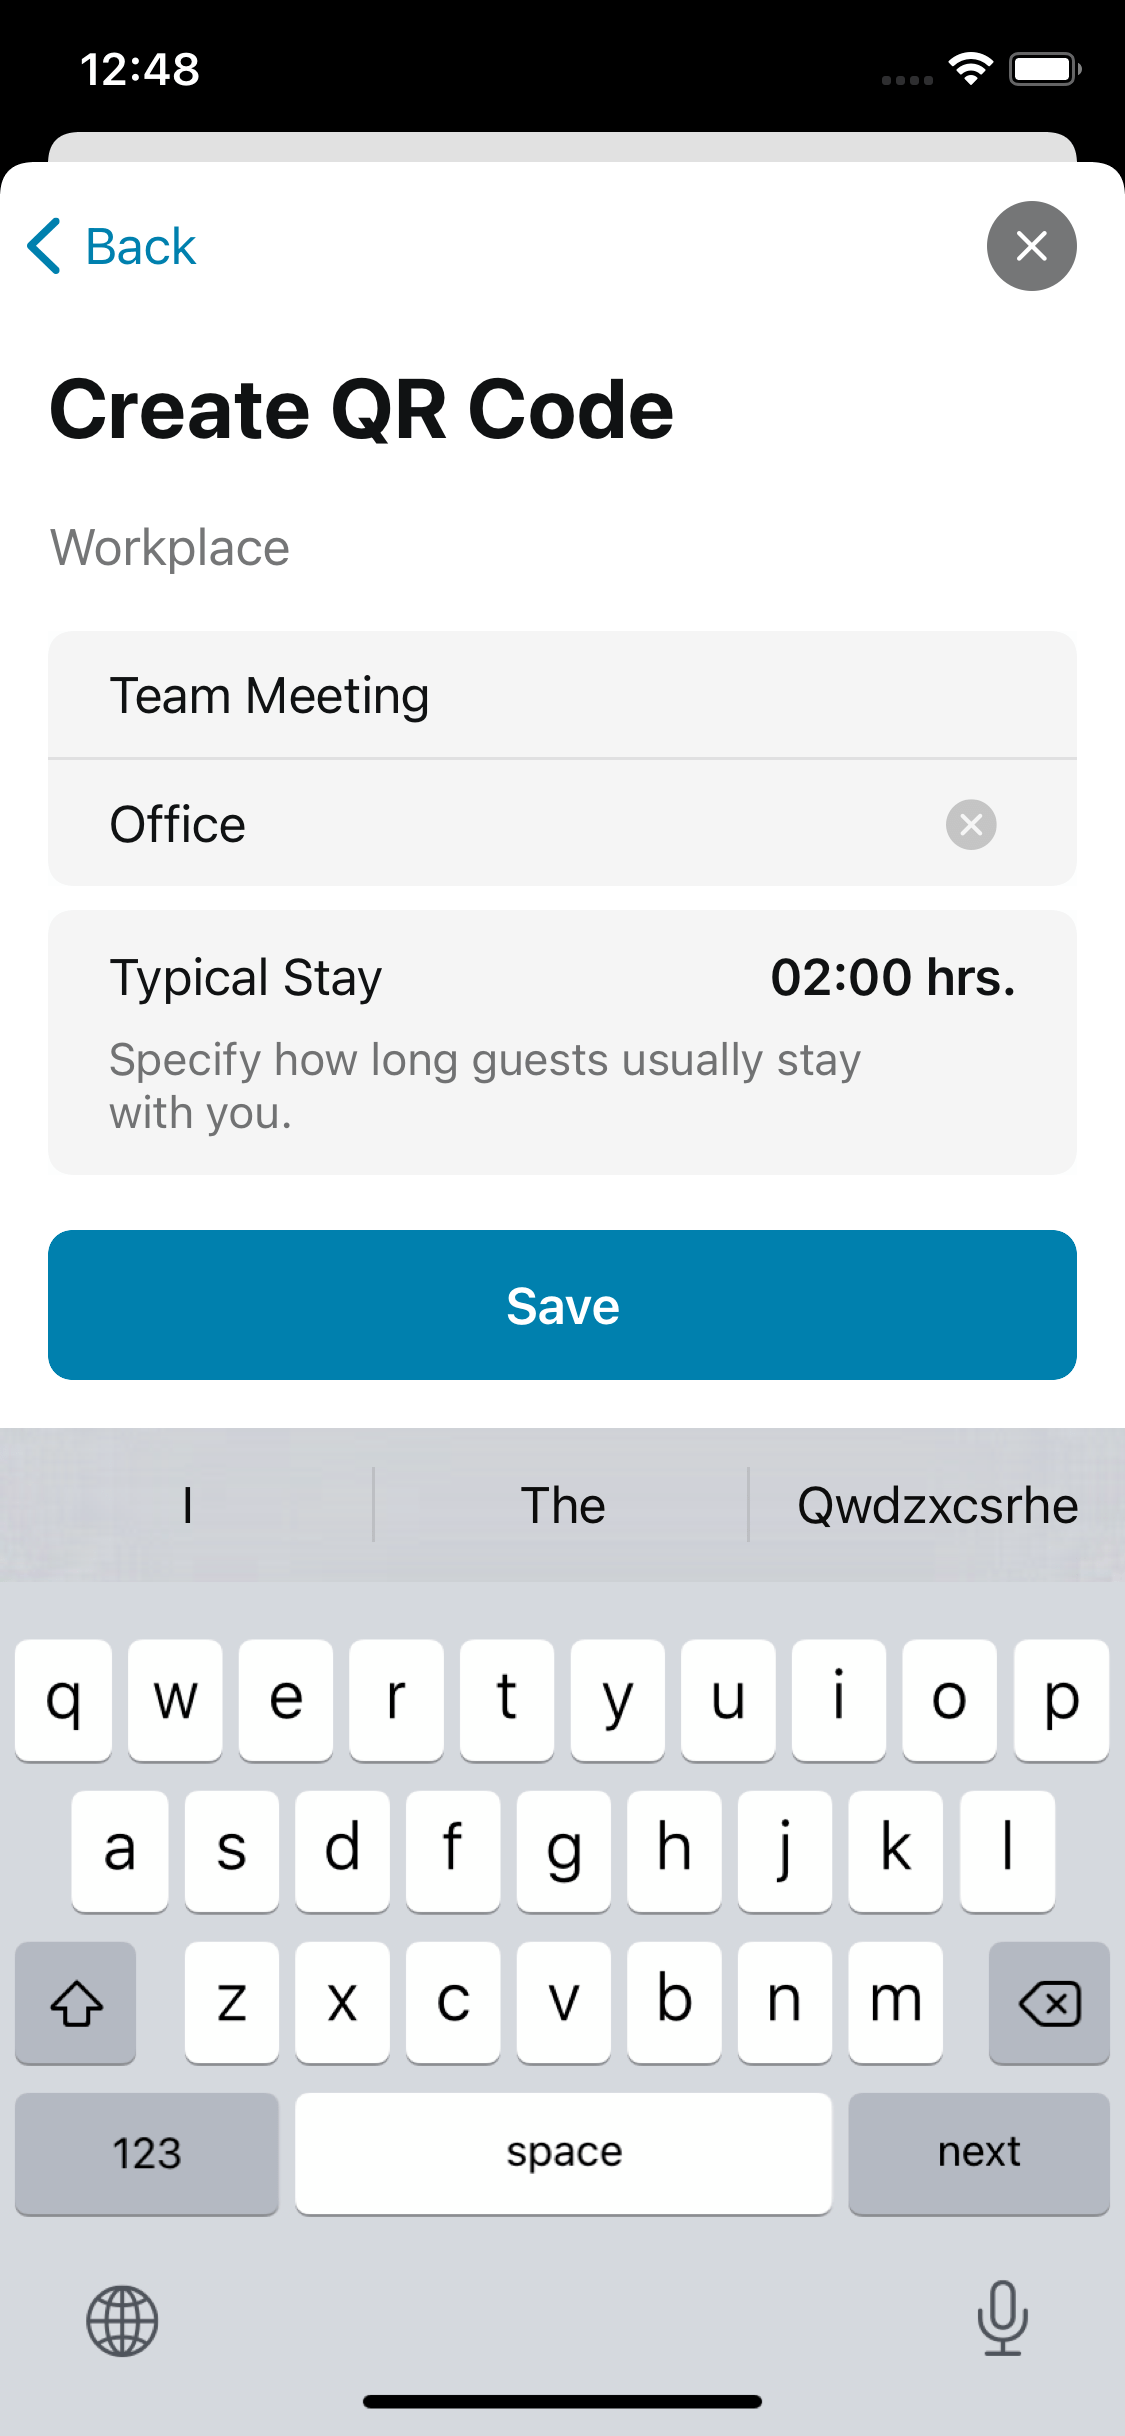 12:48
Back
Create QR Code
Workplace
Team Meeting
Office
Typical Stay 02:00 hrs.
Specify how long guests usually stay
with you.
Save
I The Qwdzxcsrhe
q w e r t y u i o p
a s d f g h j k l
z x c v b n m
123 space next